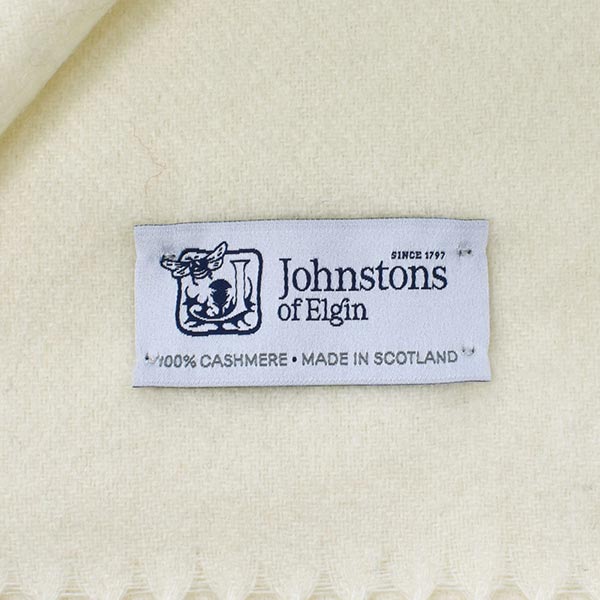 SINCE 1797
Johnstons
of Elgin
100% CASHMERE • MADE IN SCOTLAND